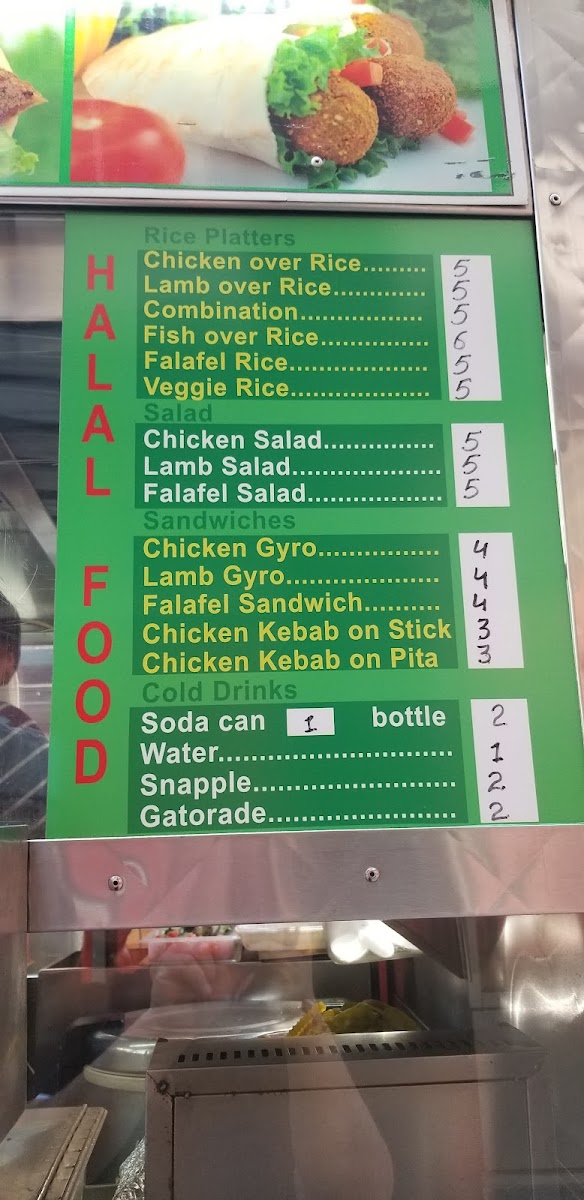 HALAL FOOD
Rice Platters
Chicken over Rice......... 5
Lamb over Rice............. 5
Combination................. 5
Fish over Rice............... 6
Falafel Rice.................... 5
Veggie Rice.................... 5
Salad
Chicken Salad................ 5
Lamb Salad..................... 5
Falafel Salad................... 5
Sandwiches
Chicken Gyro................. 4
Lamb Gyro...................... 4
Falafel Sandwich........... 4
Chicken Kebab on Stick 3
Chicken Kebab on Pita 3
Cold Drinks
Soda can 1 bottle 2
Water............................... 1
Snapple........................... 2
Gatorade......................... 2